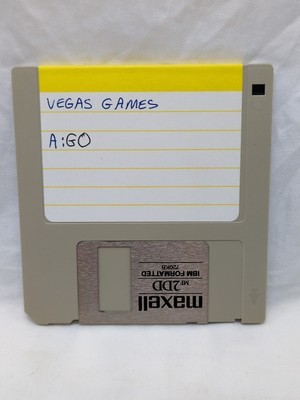 VEGAS GAMES
A:GO
maxell
MF 2DD
IBM FORMATTED
720KB